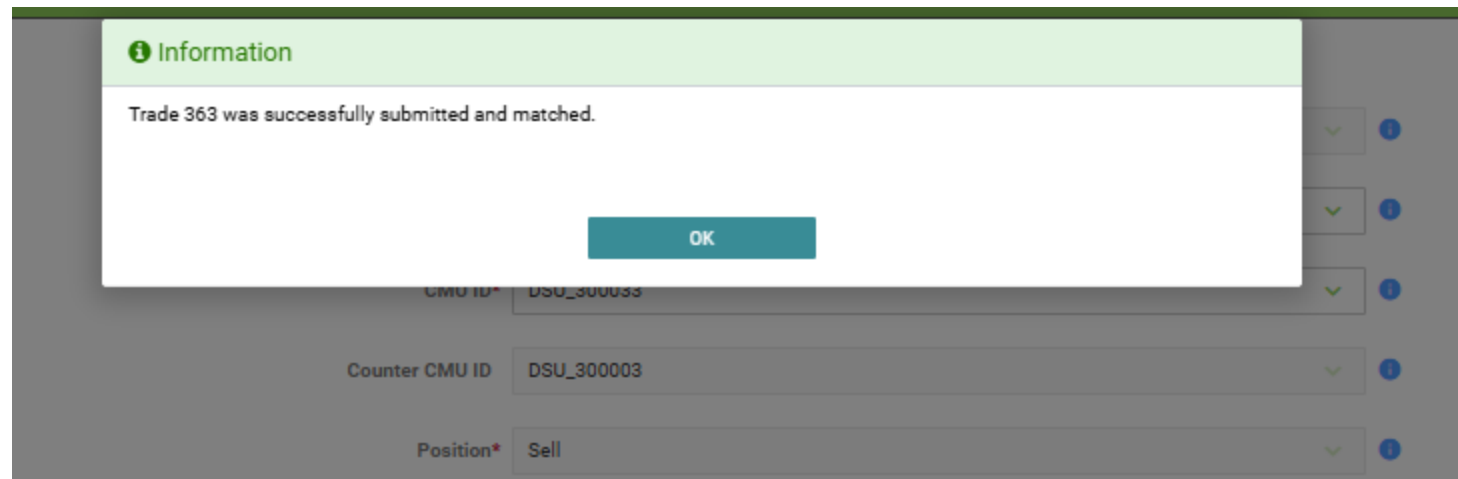 Information
Trade 363 was successfully submitted and matched.
OK
CMU ID* DSU_300033
Counter CMU ID DSU_300003
Position* Sell